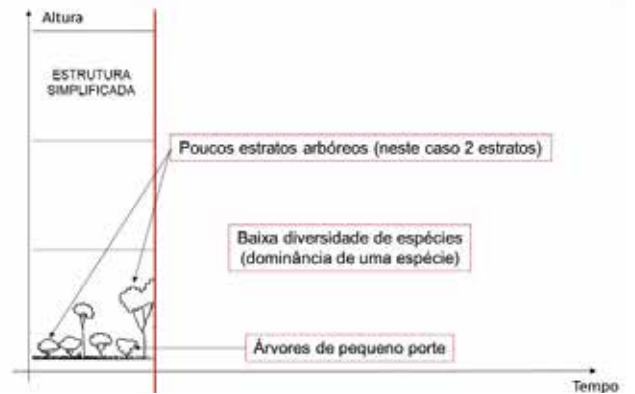 Altura
ESTRUTURA
SIMPLIFICADA
Poucos estratos arbóreos (neste caso 2 estratos)
Baixa diversidade de espécies
(dominância de uma espécie)
Árvores de pequeno porte
Tempo